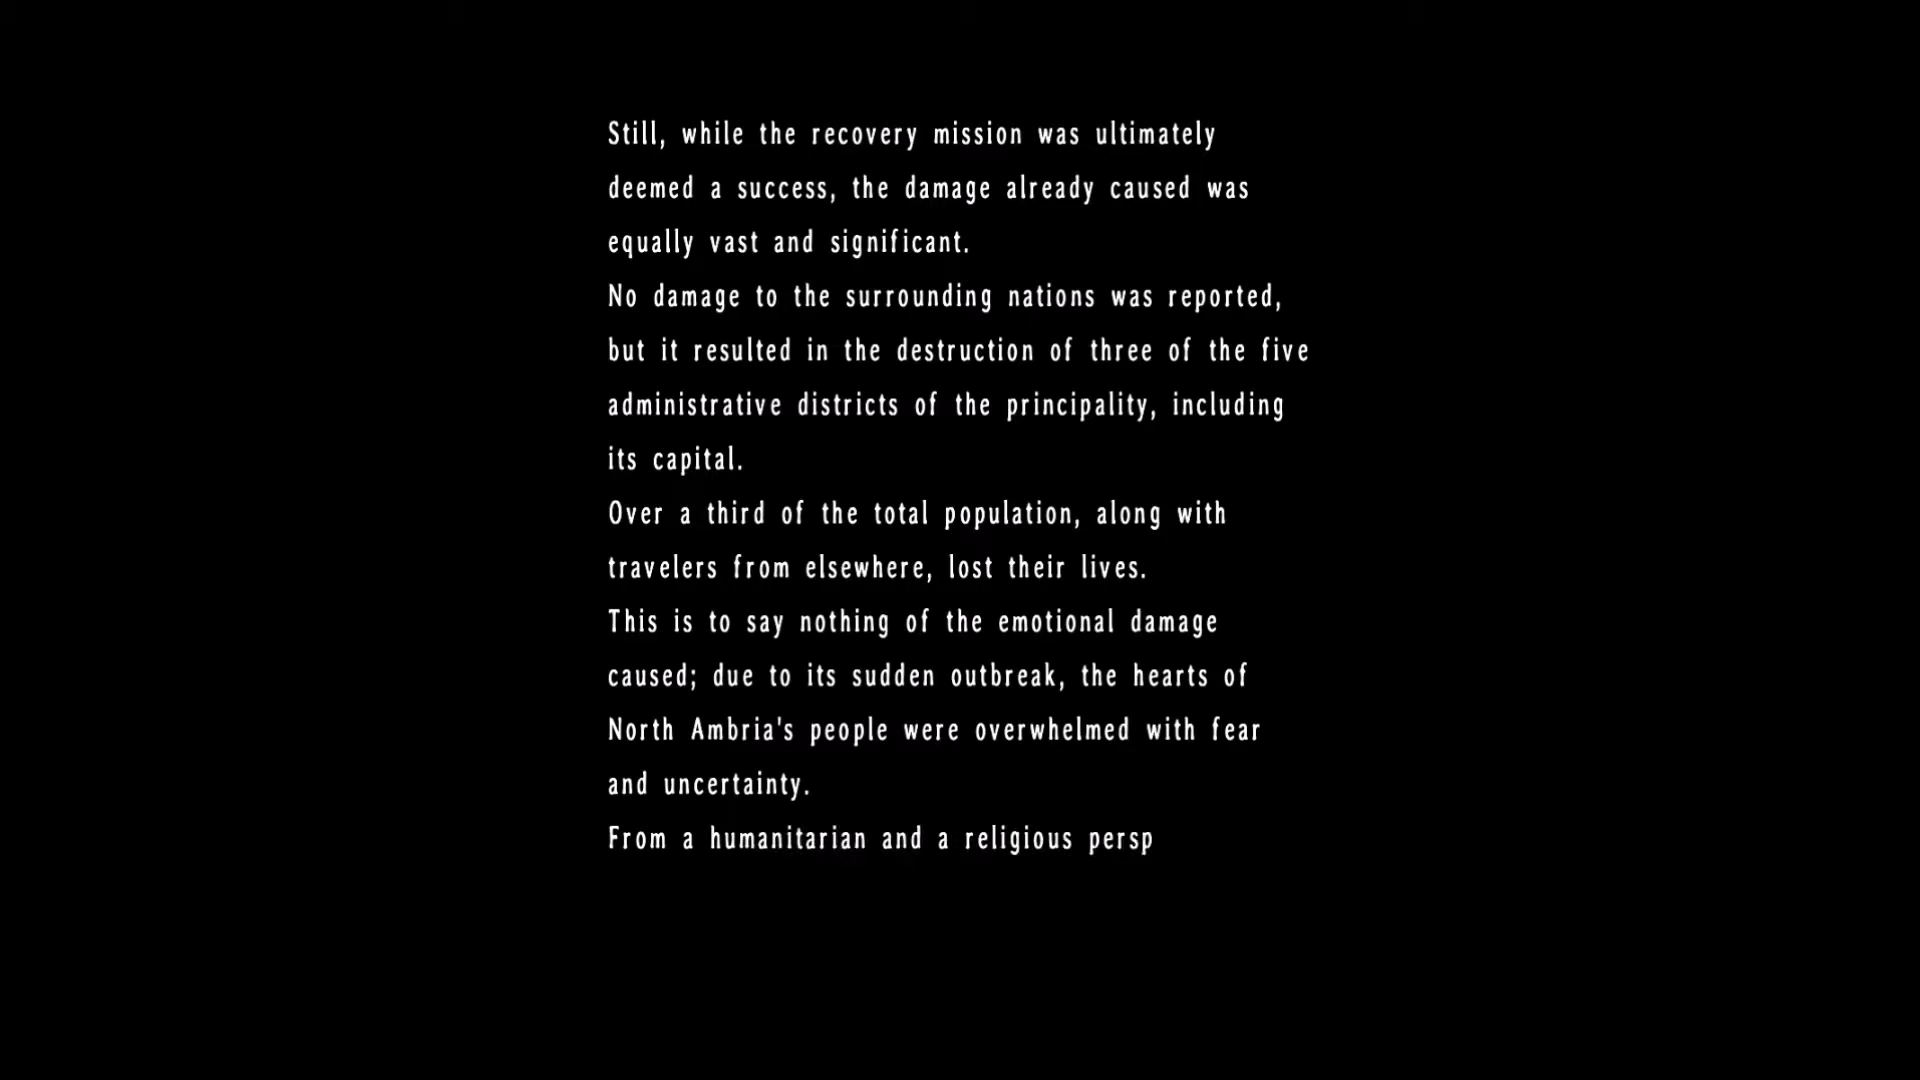 Still, while the recovery mission was ultimately
deemed a success, the damage already caused was
equally vast and significant.
No damage to the surrounding nations was reported,
but it resulted in the destruction of three of the five
administrative districts of the principality, including
its capital.
Over a third of the total population, along with
travelers from elsewhere, lost their lives.
This is to say nothing of the emotional damage
caused; due to its sudden outbreak, the hearts of
North Ambria's people were overwhelmed with fear
and uncertainty.
From a humanitarian and a religious persp